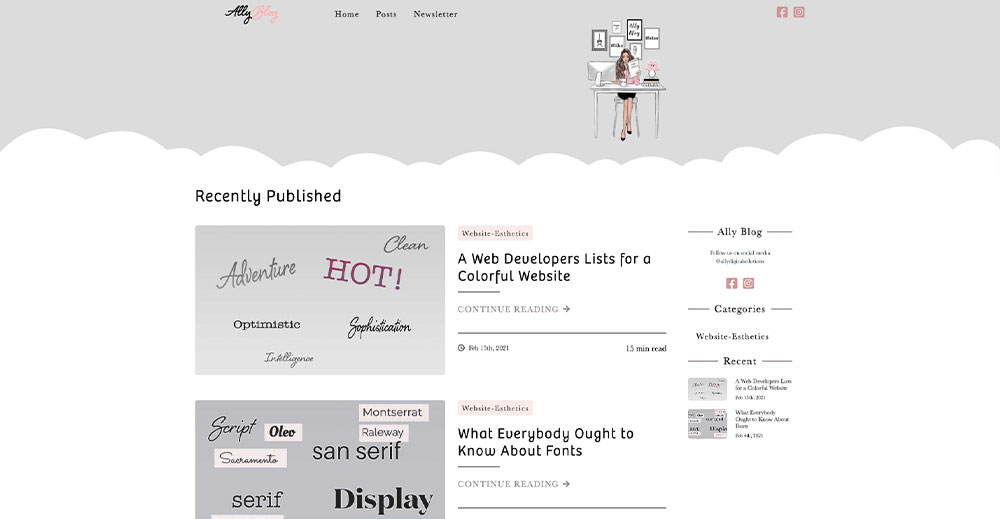 Ally Blog
Home Posts Newsletter
Ally
Blog
Recently Published
Clean
Adventure
HOT!
Optimistic
Sophistication
Intelligence
Website-Esthetics
A Web Developers Lists for a
Colorful Website
CONTINUE READING
Feb 15th, 2021
15 min read
Script
Oleo
Montserrat
Raleway
Sacramento
san serif
serif
Display
Website-Esthetics
What Everybody Ought to
Know About Fonts
CONTINUE READING
Ally Blog
Follow us on social media
@allydigitalsolutions
Categories
Website-Esthetics
Recent
A Web Developers Lists
for a Colorful Website
Feb 15th, 2021
What Everybody
Ought to Know About
Fonts
Feb 4th, 2021